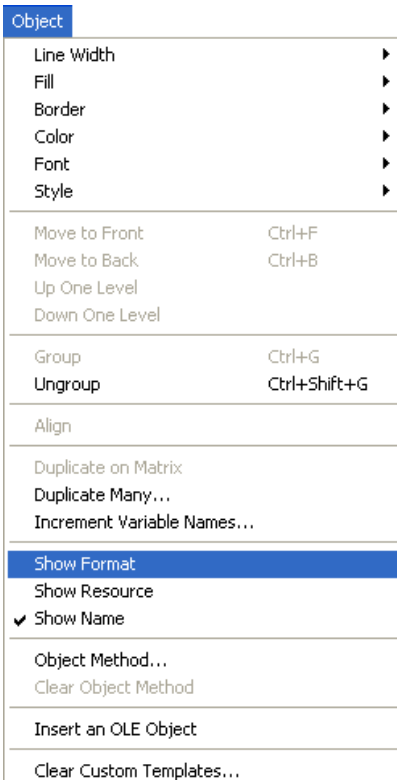 Object
Line Width
Fill
Border
Color
Font
Style
Move to Front Ctrl+F
Move to Back Ctrl+B
Up One Level
Down One Level
Group Ctrl+G
Ungroup Ctrl+Shift+G
Align
Duplicate on Matrix
Duplicate Many...
Increment Variable Names...
Show Format
Show Resource
Show Name
Object Method...
Clear Object Method
Insert an OLE Object
Clear Custom Templates...